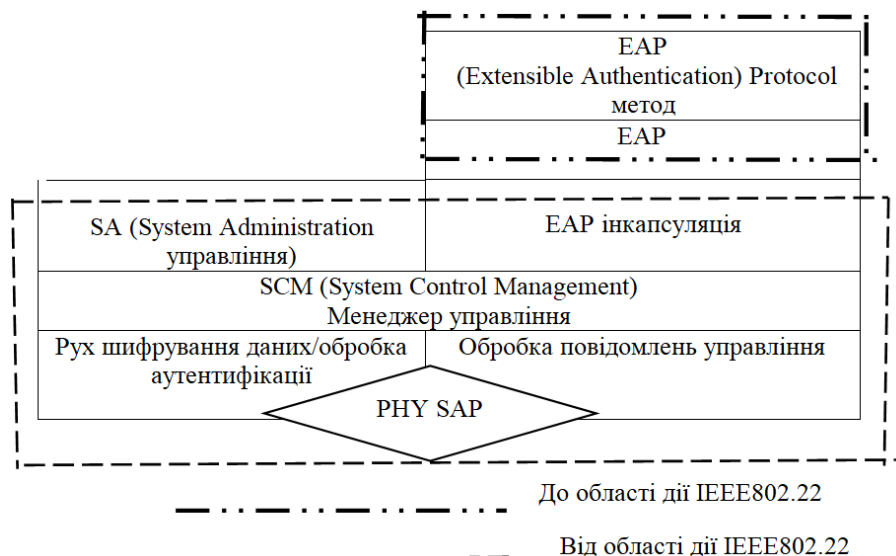 EAP
(Extensible Authentication) Protocol
метод
EAP
SA (System Administration
управління)
EAP інкапсуляція
SCM (System Control Management)
Менеджер управління
Рух шифрування даних/обробка
аутентифікації
Обробка повідомлень управління
PHY SAP
До області дії IEEE802.22
Від області дії IEEE802.22